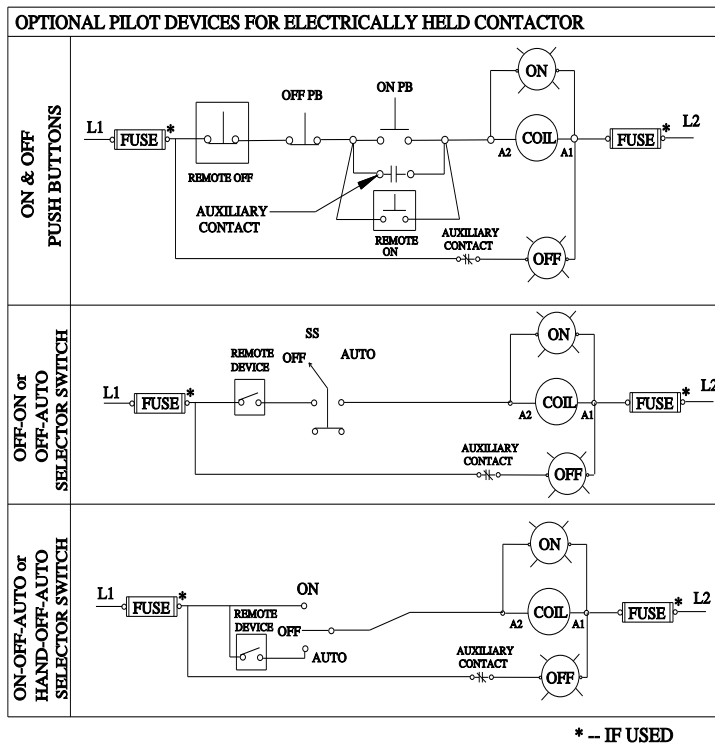 OPTIONAL PILOT DEVICES FOR ELECTRICALLY HELD CONTACTOR
ON & OFF
PUSH BUTTONS
ON
OFF PB
ON PB
L1
FUSE
*
COIL
A2
A1
FUSE
*
L2
REMOTE OFF
AUXILIARY
CONTACT
REMOTE
ON
AUXILIARY
CONTACT
OFF
OFF-ON or
OFF-AUTO
SELECTOR SWITCH
ON
SS
REMOTE
DEVICE
OFF
AUTO
L1
FUSE
*
COIL
A2
A1
FUSE
*
L2
AUXILIARY
CONTACT
OFF
ON-OFF-AUTO or
HAND-OFF-AUTO
SELECTOR SWITCH
ON
L1
FUSE
*
ON
REMOTE
DEVICE
OFF
AUTO
COIL
A2
A1
FUSE
*
L2
AUXILIARY
CONTACT
OFF
* -- IF USED